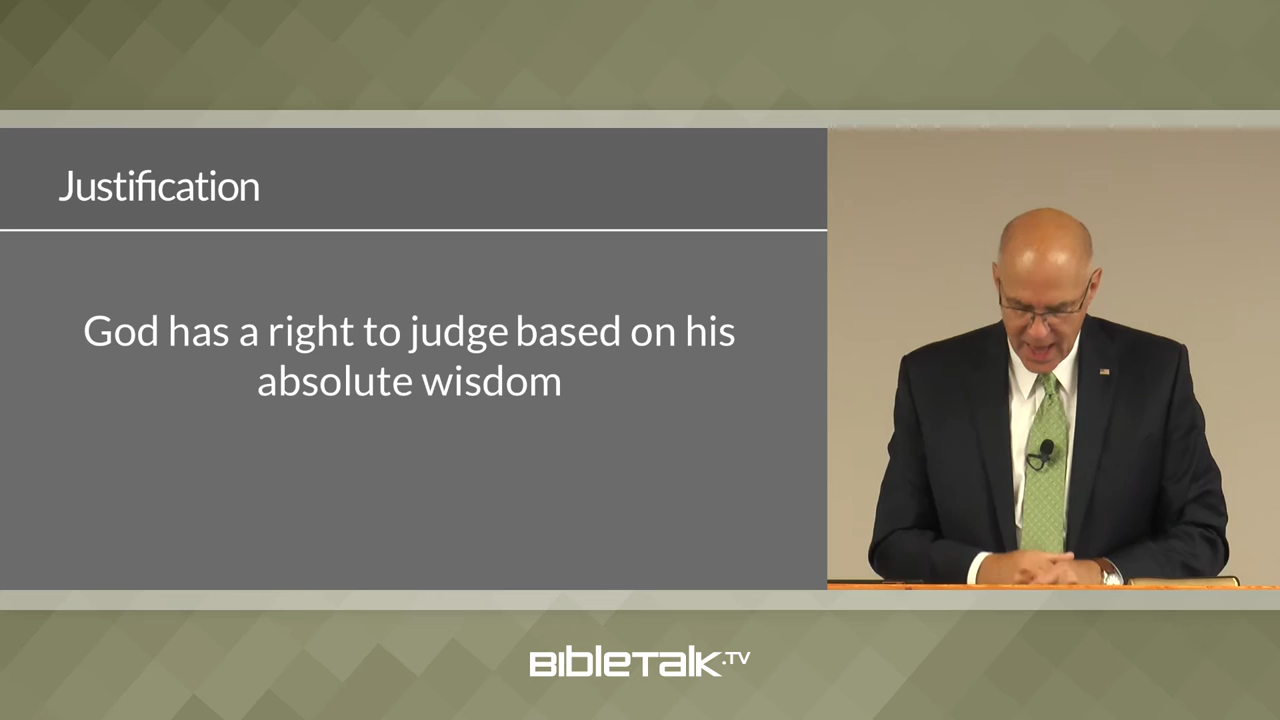 Justification
God has a right to judge based on his
absolute wisdom
BibleTalk.TV